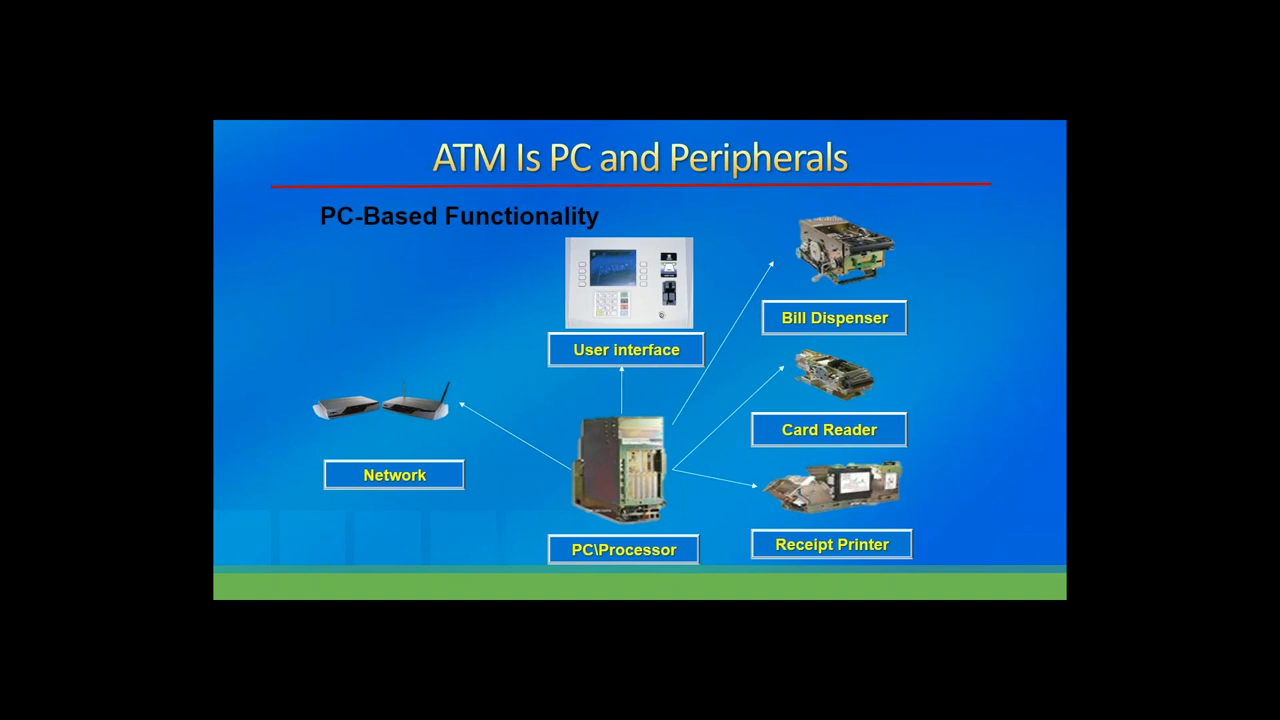 ATM Is PC and Peripherals
PC-Based Functionality
Bill Dispenser
User interface
Card Reader
Network
PC\Processor
Receipt Printer